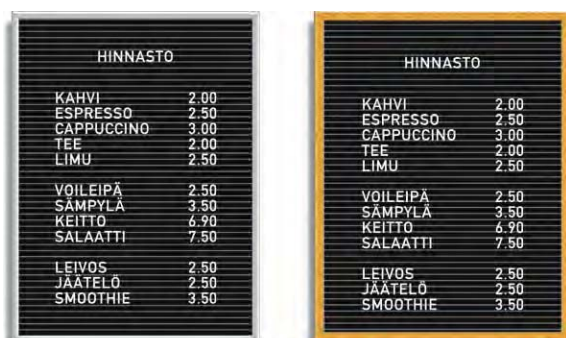 HINNASTO
KAHVI 2.00
ESPRESSO 2.50
CAPPUCCINO 3.00
TEE 2.00
LIMU 2.50
VOILEIPÄ 2.50
SÄMPYLÄ 3.50
KEITTO 6.90
SALAATTI 7.50
LEIVOS 2.50
JÄÄTELÖ 2.50
SMOOTHIE 3.50
HINNASTO
KAHVI 2.00
ESPRESSO 2.50
CAPPUCCINO 3.00
TEE 2.00
LIMU 2.50
VOILEIPÄ 2.50
SÄMPYLÄ 3.50
KEITTO 6.90
SALAATTI 7.50
LEIVOS 2.50
JÄÄTELÖ 2.50
SMOOTHIE 3.50